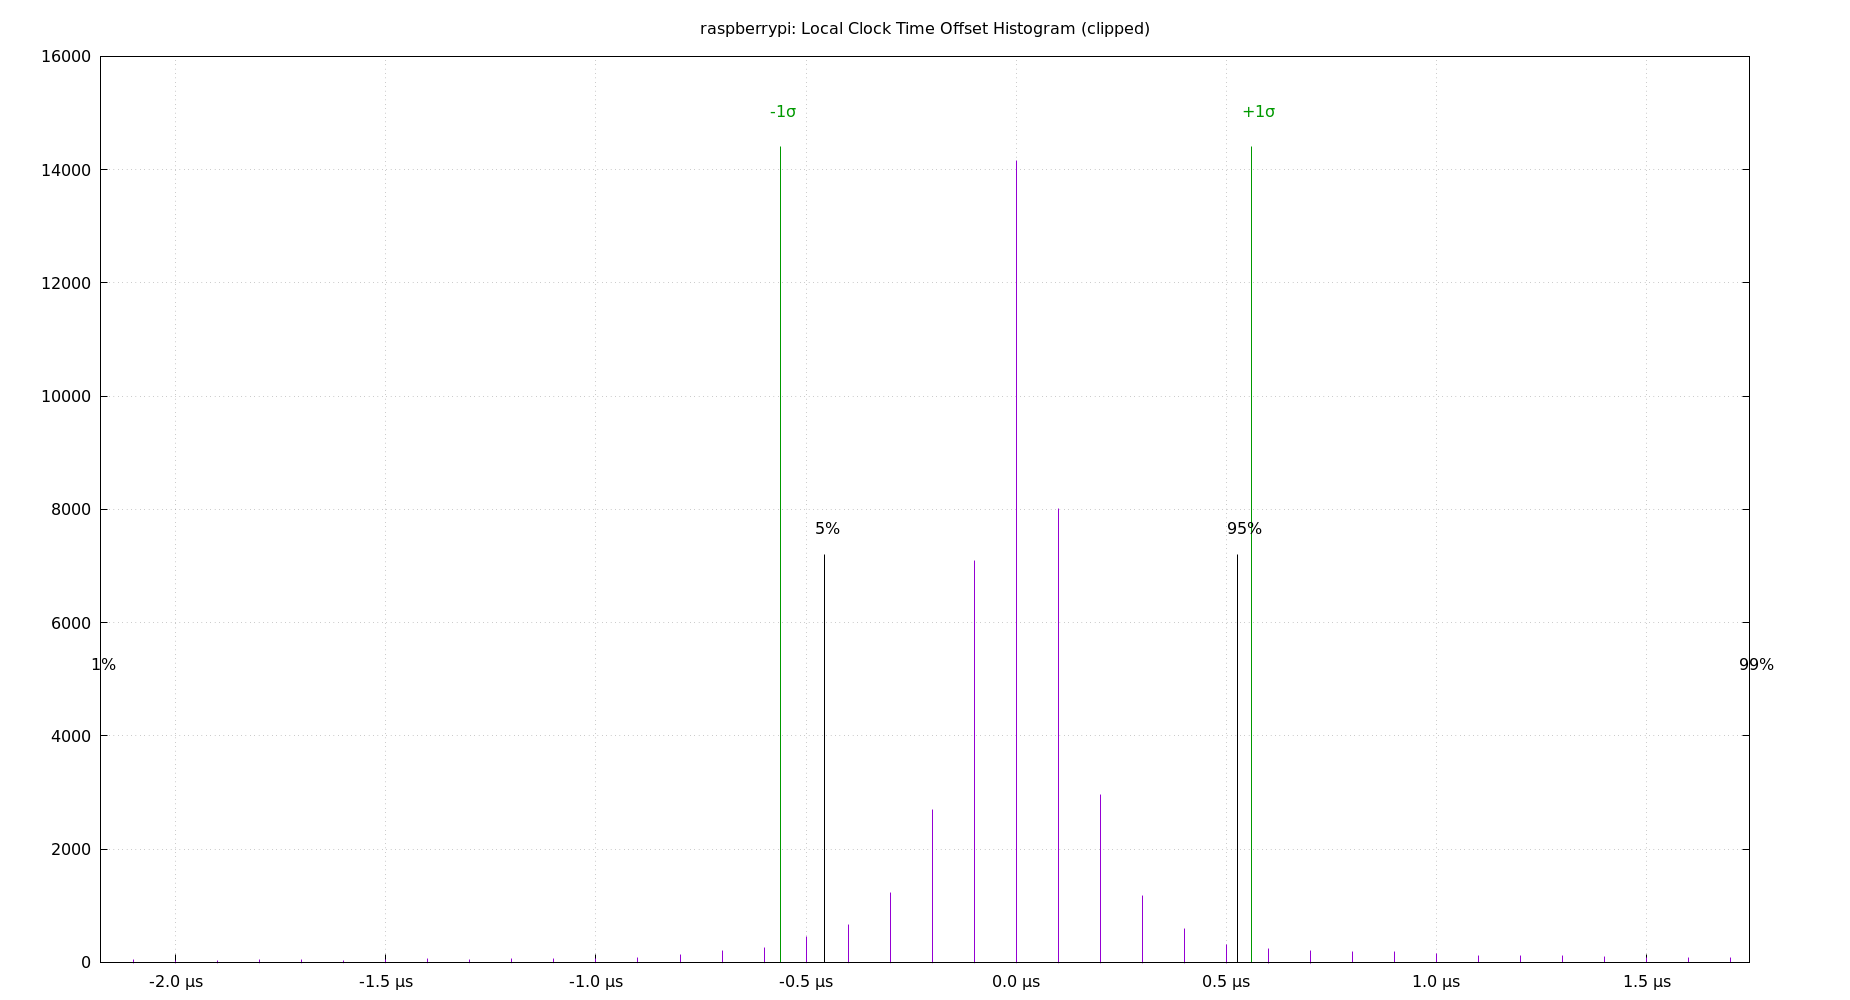 raspberrypi: Local Clock Time Offset Histogram (clipped)
16000
-1σ
+1σ
14000
12000
10000
8000
5%
95%
6000
1%
99%
4000
2000
0
-2.0 µs
-1.5 µs
-1.0 µs
-0.5 µs
0.0 µs
0.5 µs
1.0 µs
1.5 µs